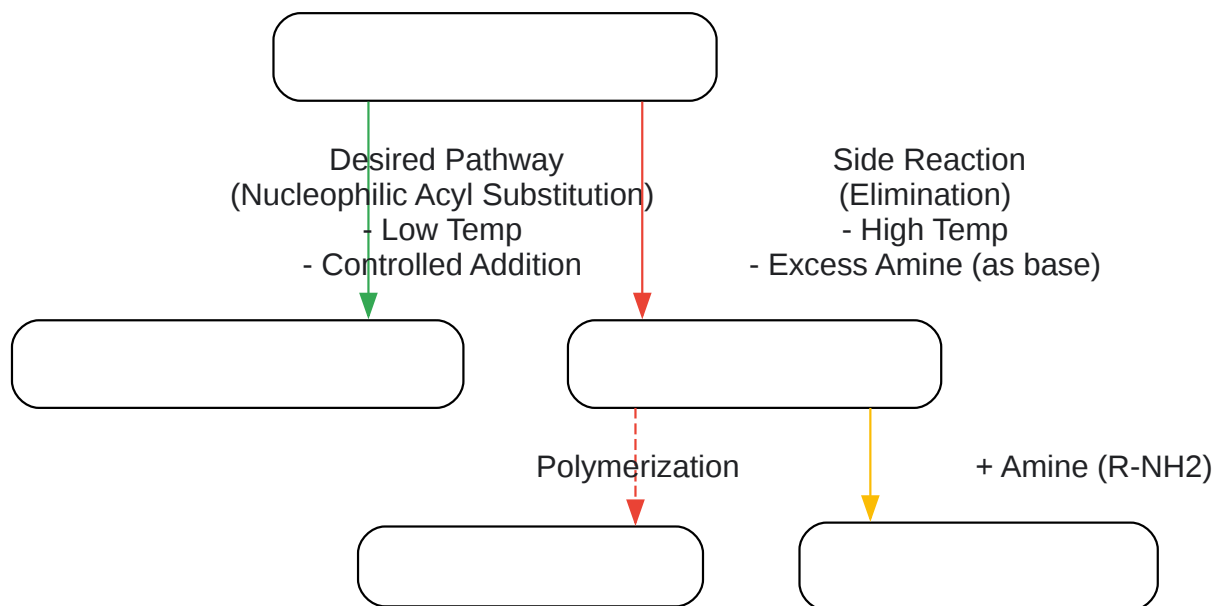 Desired Pathway
(Nucleophilic Acyl Substitution)
- Low Temp
- Controlled Addition
Side Reaction
(Elimination)
- High Temp
- Excess Amine (as base)
Polymerization
+ Amine (R-NH2)